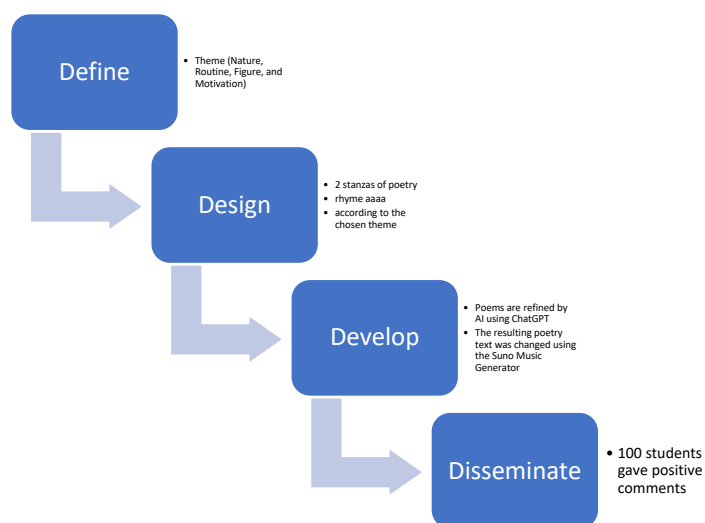 Define
• Theme (Nature,
Routine, Figure, and
Motivation)
Design
• 2 stanzas of poetry
• rhyme aaaa
• according to the
chosen theme
Develop
• Poems are refined by
AI using ChatGPT
• The resulting poetry
text was changed using
the Suno Music
Generator
Disseminate
• 100 students
gave positive
comments